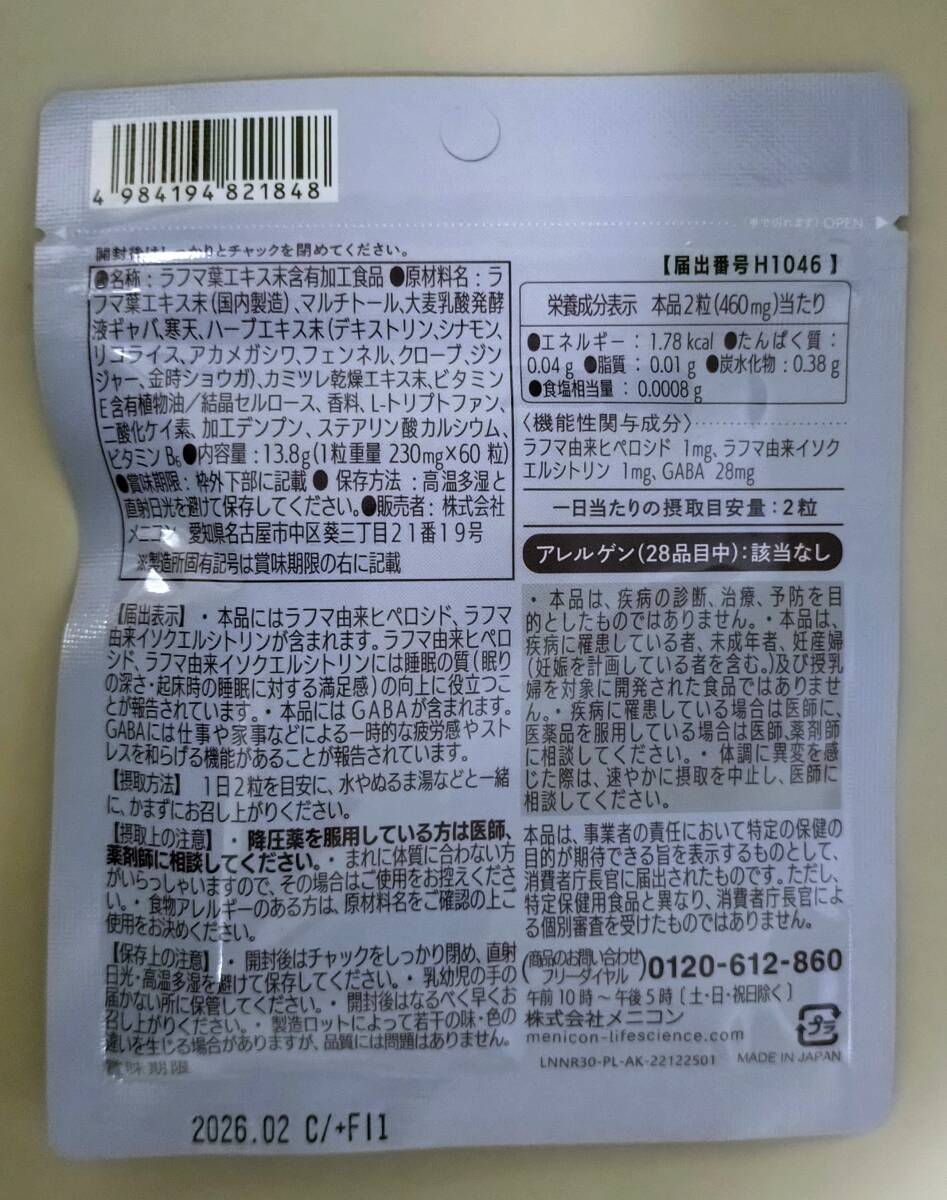 4 984194 821848
(手で切れます) OPEN
開封後はしっかりとチャックを閉めてください。
●名称：ラフマ葉エキス末含有加工食品 ●原材料名：ラ
フマ葉エキス末(国内製造)、マルチトール、大麦乳酸発酵
液ギャバ、寒天、ハーブエキス末(デキストリン、シナモン、
リコライス、アカメガシワ、フェンネル、クローブ、ジン
ジャー、金時ショウガ)、カミツレ乾燥エキス末、ビタミン
E含有植物油／結晶セルロース、香料、L-トリプトファン、
二酸化ケイ素、加工デンプン、ステアリン酸カルシウム、
ビタミンB6 ●内容量：13.8g(1粒重量 230mg×60 粒)
●賞味期限：枠外下部に記載 ● 保存方法：高温多湿と
直射日光を避けて保存してください。●販売者：株式会社
メニコン 愛知県名古屋市中区葵三丁目21番19号
※製造所固有記号は賞味期限の右に記載
【届出表示】・本品にはラフマ由来ヒペロシド、ラフマ
由来イソクエルシトリンが含まれます。ラフマ由来ヒペロ
シド、ラフマ由来イソクエルシトリンには睡眠の質(眠り
の深さ・起床時の睡眠に対する満足感)の向上に役立つこ
とが報告されています。・本品にはGABAが含まれます。
GABAには仕事や家事などによる一時的な疲労感やスト
レスを和らげる機能があることが報告されています。
【摂取方法】 1日2粒を目安に、水やぬるま湯などと一緒
に、かまずにお召し上がりください。
【摂取上の注意】・降圧薬を服用している方は医師、
薬剤師に相談してください。・まれに体質に合わない方
がいらっしゃいますので、その場合はご使用をお控えくださ
い。・食物アレルギーのある方は、原材料名をご確認の上ご
使用をお決めください。
【保存上の注意】・開封後はチャックをしっかり閉め、直射
日光・高温多湿を避けて保存してください。・乳幼児の手の
届かない所に保管してください。・開封後はなるべく早くお
召し上がりください。・製造ロットによって若干の味・色の
違いを生じる場合がありますが、品質には問題はありません。
賞味期限
2026.02 C/+F11
【届出番号H1046】
栄養成分表示 本品2粒(460mg)当たり
●エネルギー：1.78 kcal ●たんぱく質：
0.04 g ●脂質：0.01 g ●炭水化物：0.38 g
●食塩相当量：0.0008 g
〈機能性関与成分〉
ラフマ由来ヒペロシド 1mg、ラフマ由来イソク
エルシトリン 1mg、GABA 28mg
一日当たりの摂取目安量：2粒
アレルゲン(28品目中)：該当なし
・本品は、疾病の診断、治療、予防を目
的としたものではありません。・本品は、
疾病に罹患している者、未成年者、妊産婦
(妊娠を計画している者を含む。)及び授乳
婦を対象に開発された食品ではありませ
ん。・疾病に罹患している場合は医師に、
医薬品を服用している場合は医師、薬剤師
に相談してください。・体調に異変を感
じた際は、速やかに摂取を中止し、医師に
相談してください。
本品は、事業者の責任において特定の保健の
目的が期待できる旨を表示するものとして、
消費者庁長官に届出されたものです。ただし、
特定保健用食品と異なり、消費者庁長官によ
る個別審査を受けたものではありません。
(商品のお問い合わせ
フリーダイヤル) 0120-612-860
午前10時～午後5時〔土・日・祝日除く〕
株式会社メニコン
menicon-lifescience.com
プラ
LNNR30-PL-AK-22122501 MADE IN JAPAN